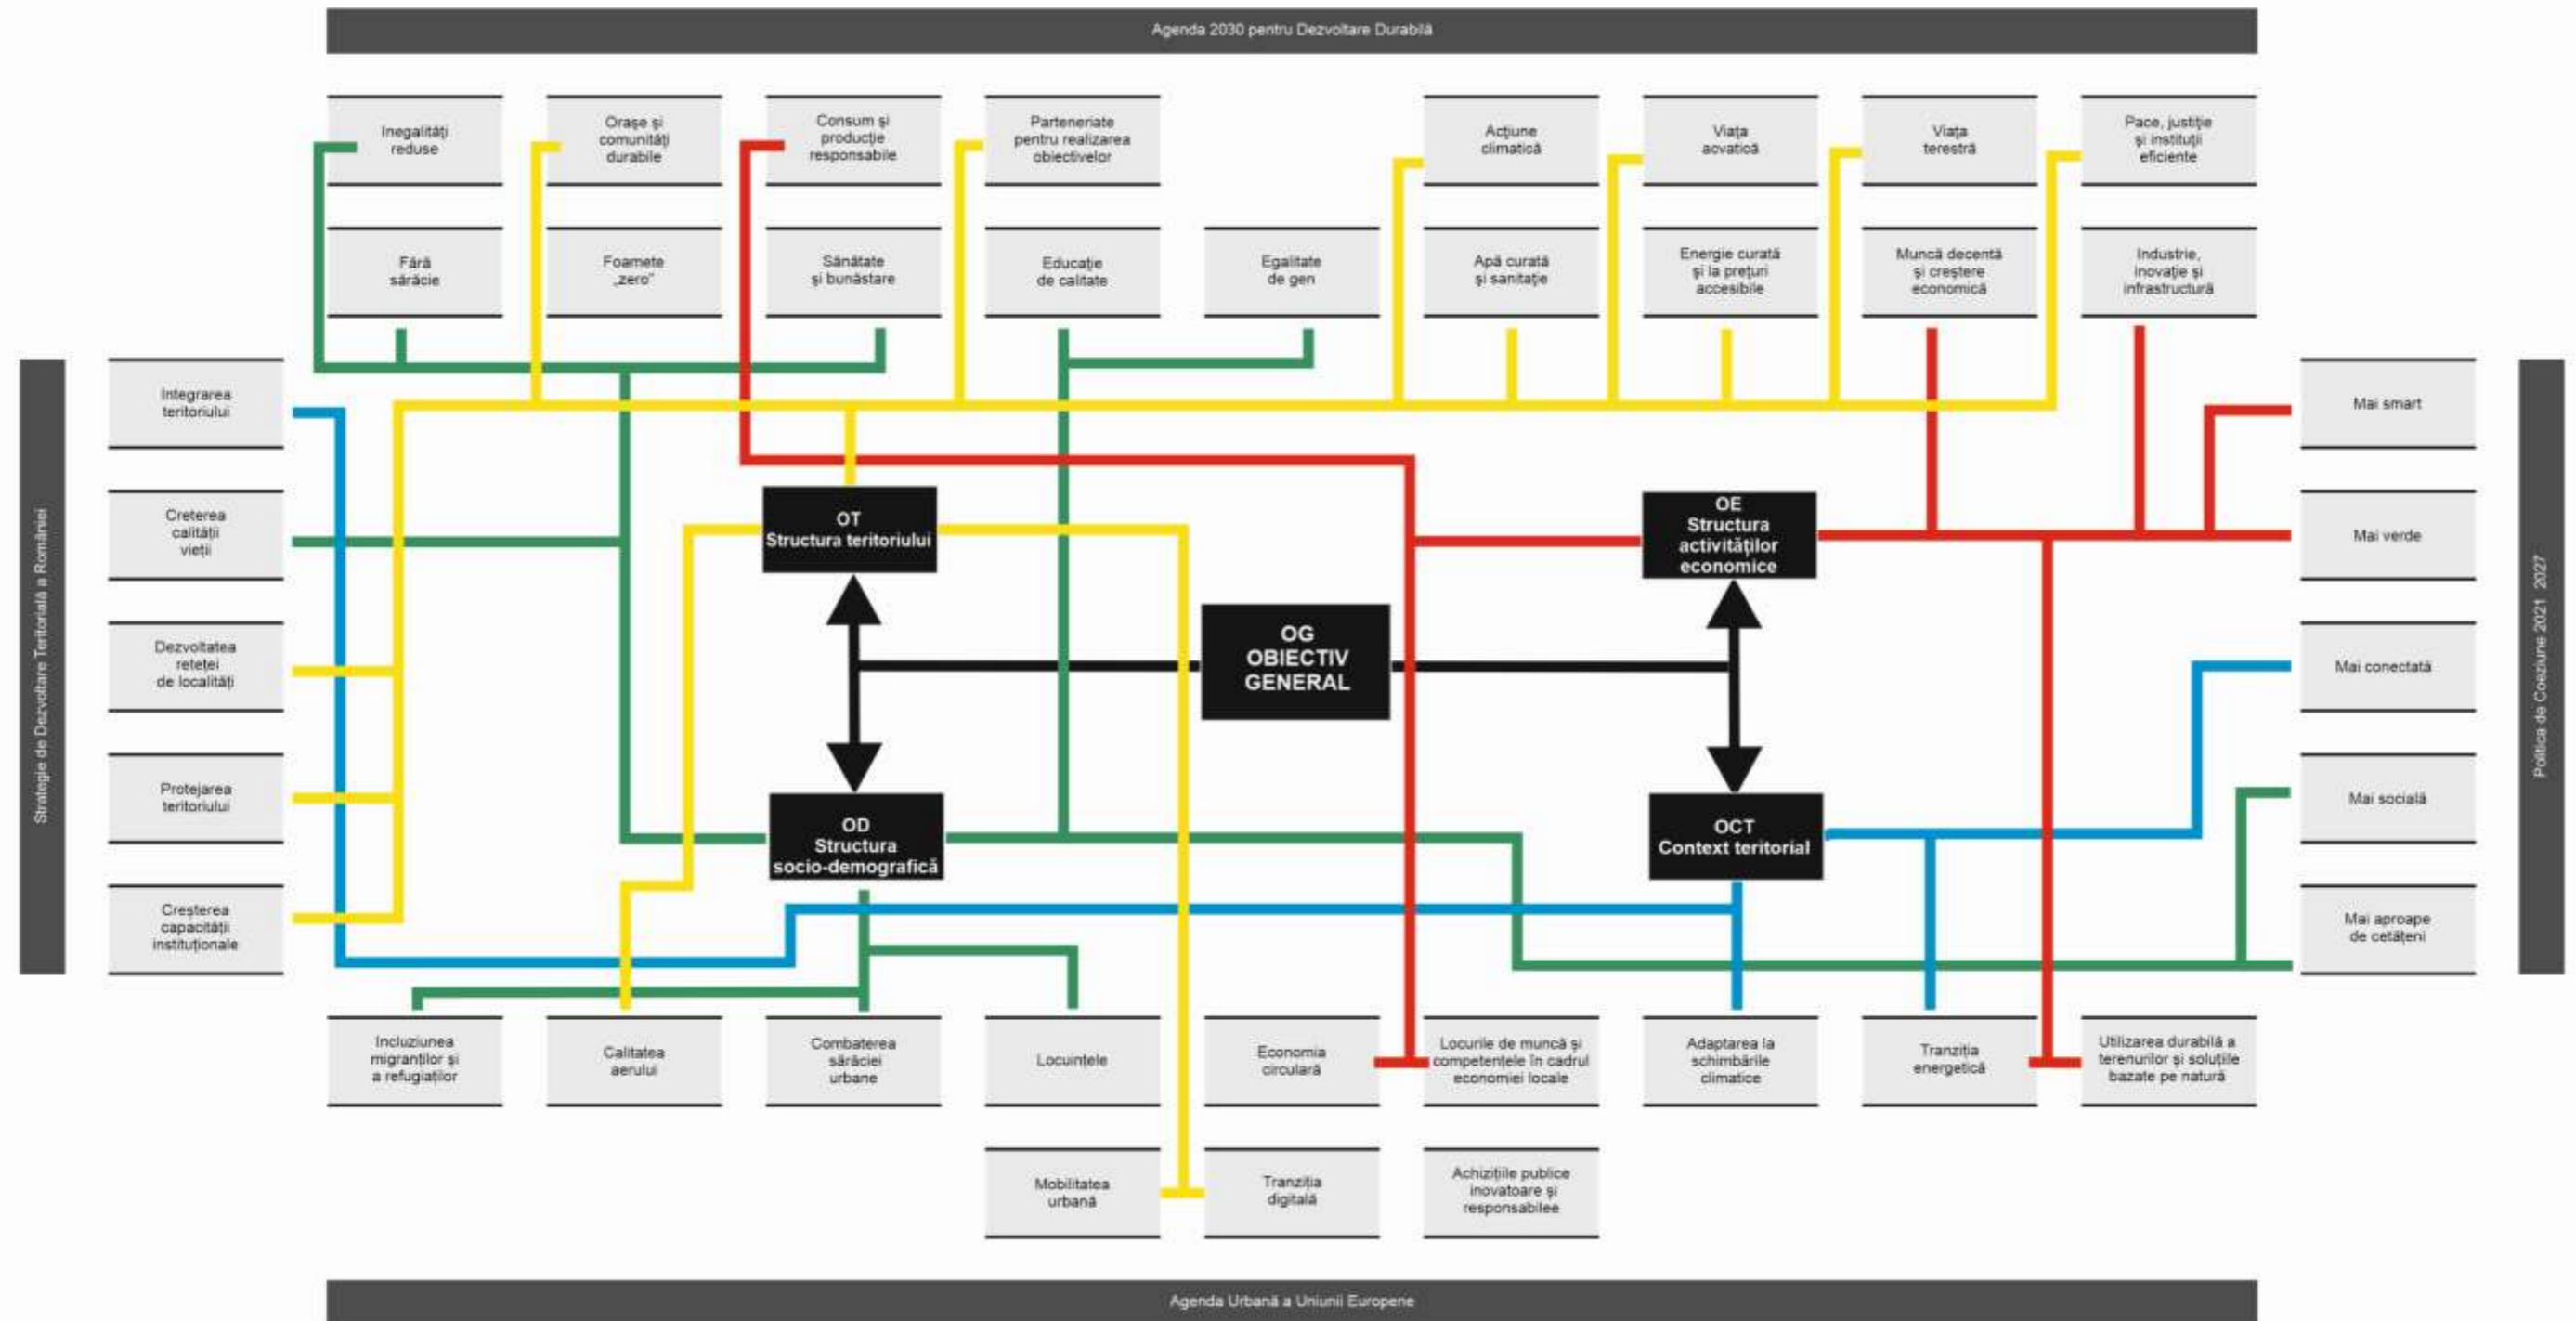 Agenda 2030 pentru Dezvoltare Durabilă
Inegalități
reduse
Orașe și
comunități
durabile
Consum și
producție
responsabile
Parteneriate
pentru realizarea
obiectivelor
Acțiune
climatică
Viața
acvatică
Viața
terestră
Pace, justiție
și instituții
eficiente
Fără
sărăcie
Foamete
„zero”
Sănătate
și bunăstare
Educație
de calitate
Egalitate
de gen
Apă curată
și sanitație
Energie curată
și la prețuri
accesibile
Muncă decentă
și creștere
economică
Industrie,
inovație și
infrastructură
Strategie de Dezvoltare Teritorială a României
Integrarea
teritoriului
Creterea
calității
vieții
Dezvoltatea
retetei
de localități
Protejarea
teritoriului
Creșterea
capacității
instituționale
OT
Structura teritoriului
OE
Structura
activităților
economice
OG
OBIECTIV
GENERAL
OD
Structura
socio-demografică
OCT
Context teritorial
Mai smart
Mai verde
Mai conectată
Mai socială
Mai aproape
de cetățeni
Politica de Coeziune 2021 2027
Incluziunea
migranților și
a refugiaților
Calitatea
aerului
Combaterea
sărăciei
urbane
Locuințele
Economia
circulară
Locurile de muncă și
competențele în cadrul
economiei locale
Adaptarea la
schimbările
climatice
Tranziția
energetică
Utilizarea durabilă a
terenurilor și soluțiile
bazate pe natură
Mobilitatea
urbană
Tranziția
digitală
Achizițiile publice
inovatoare și
responsabilee
Agenda Urbană a Uniunii Europene